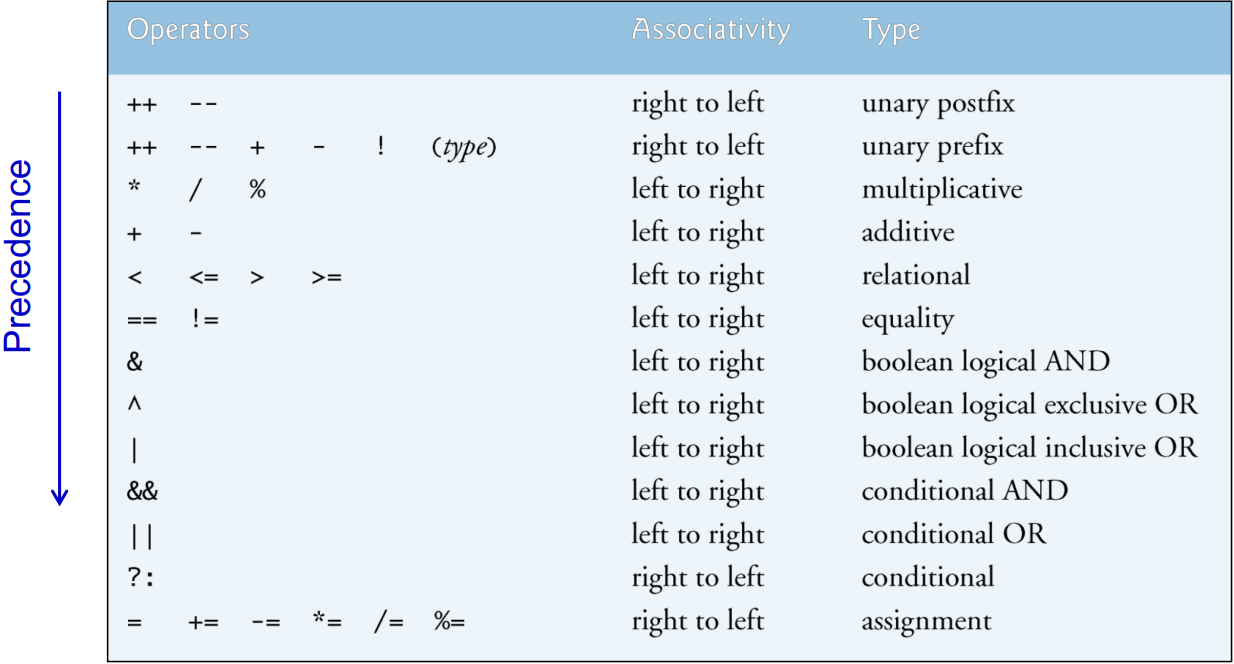 Operators Associativity Type
Precedence
++ -- right to left unary postfix
++ -- + - ! (type) right to left unary prefix
* / % left to right multiplicative
+ - left to right additive
< <= > >= left to right relational
== != left to right equality
& left to right boolean logical AND
^ left to right boolean logical exclusive OR
| left to right boolean logical inclusive OR
&& left to right conditional AND
|| left to right conditional OR
?: right to left conditional
= += -= *= /= %= right to left assignment